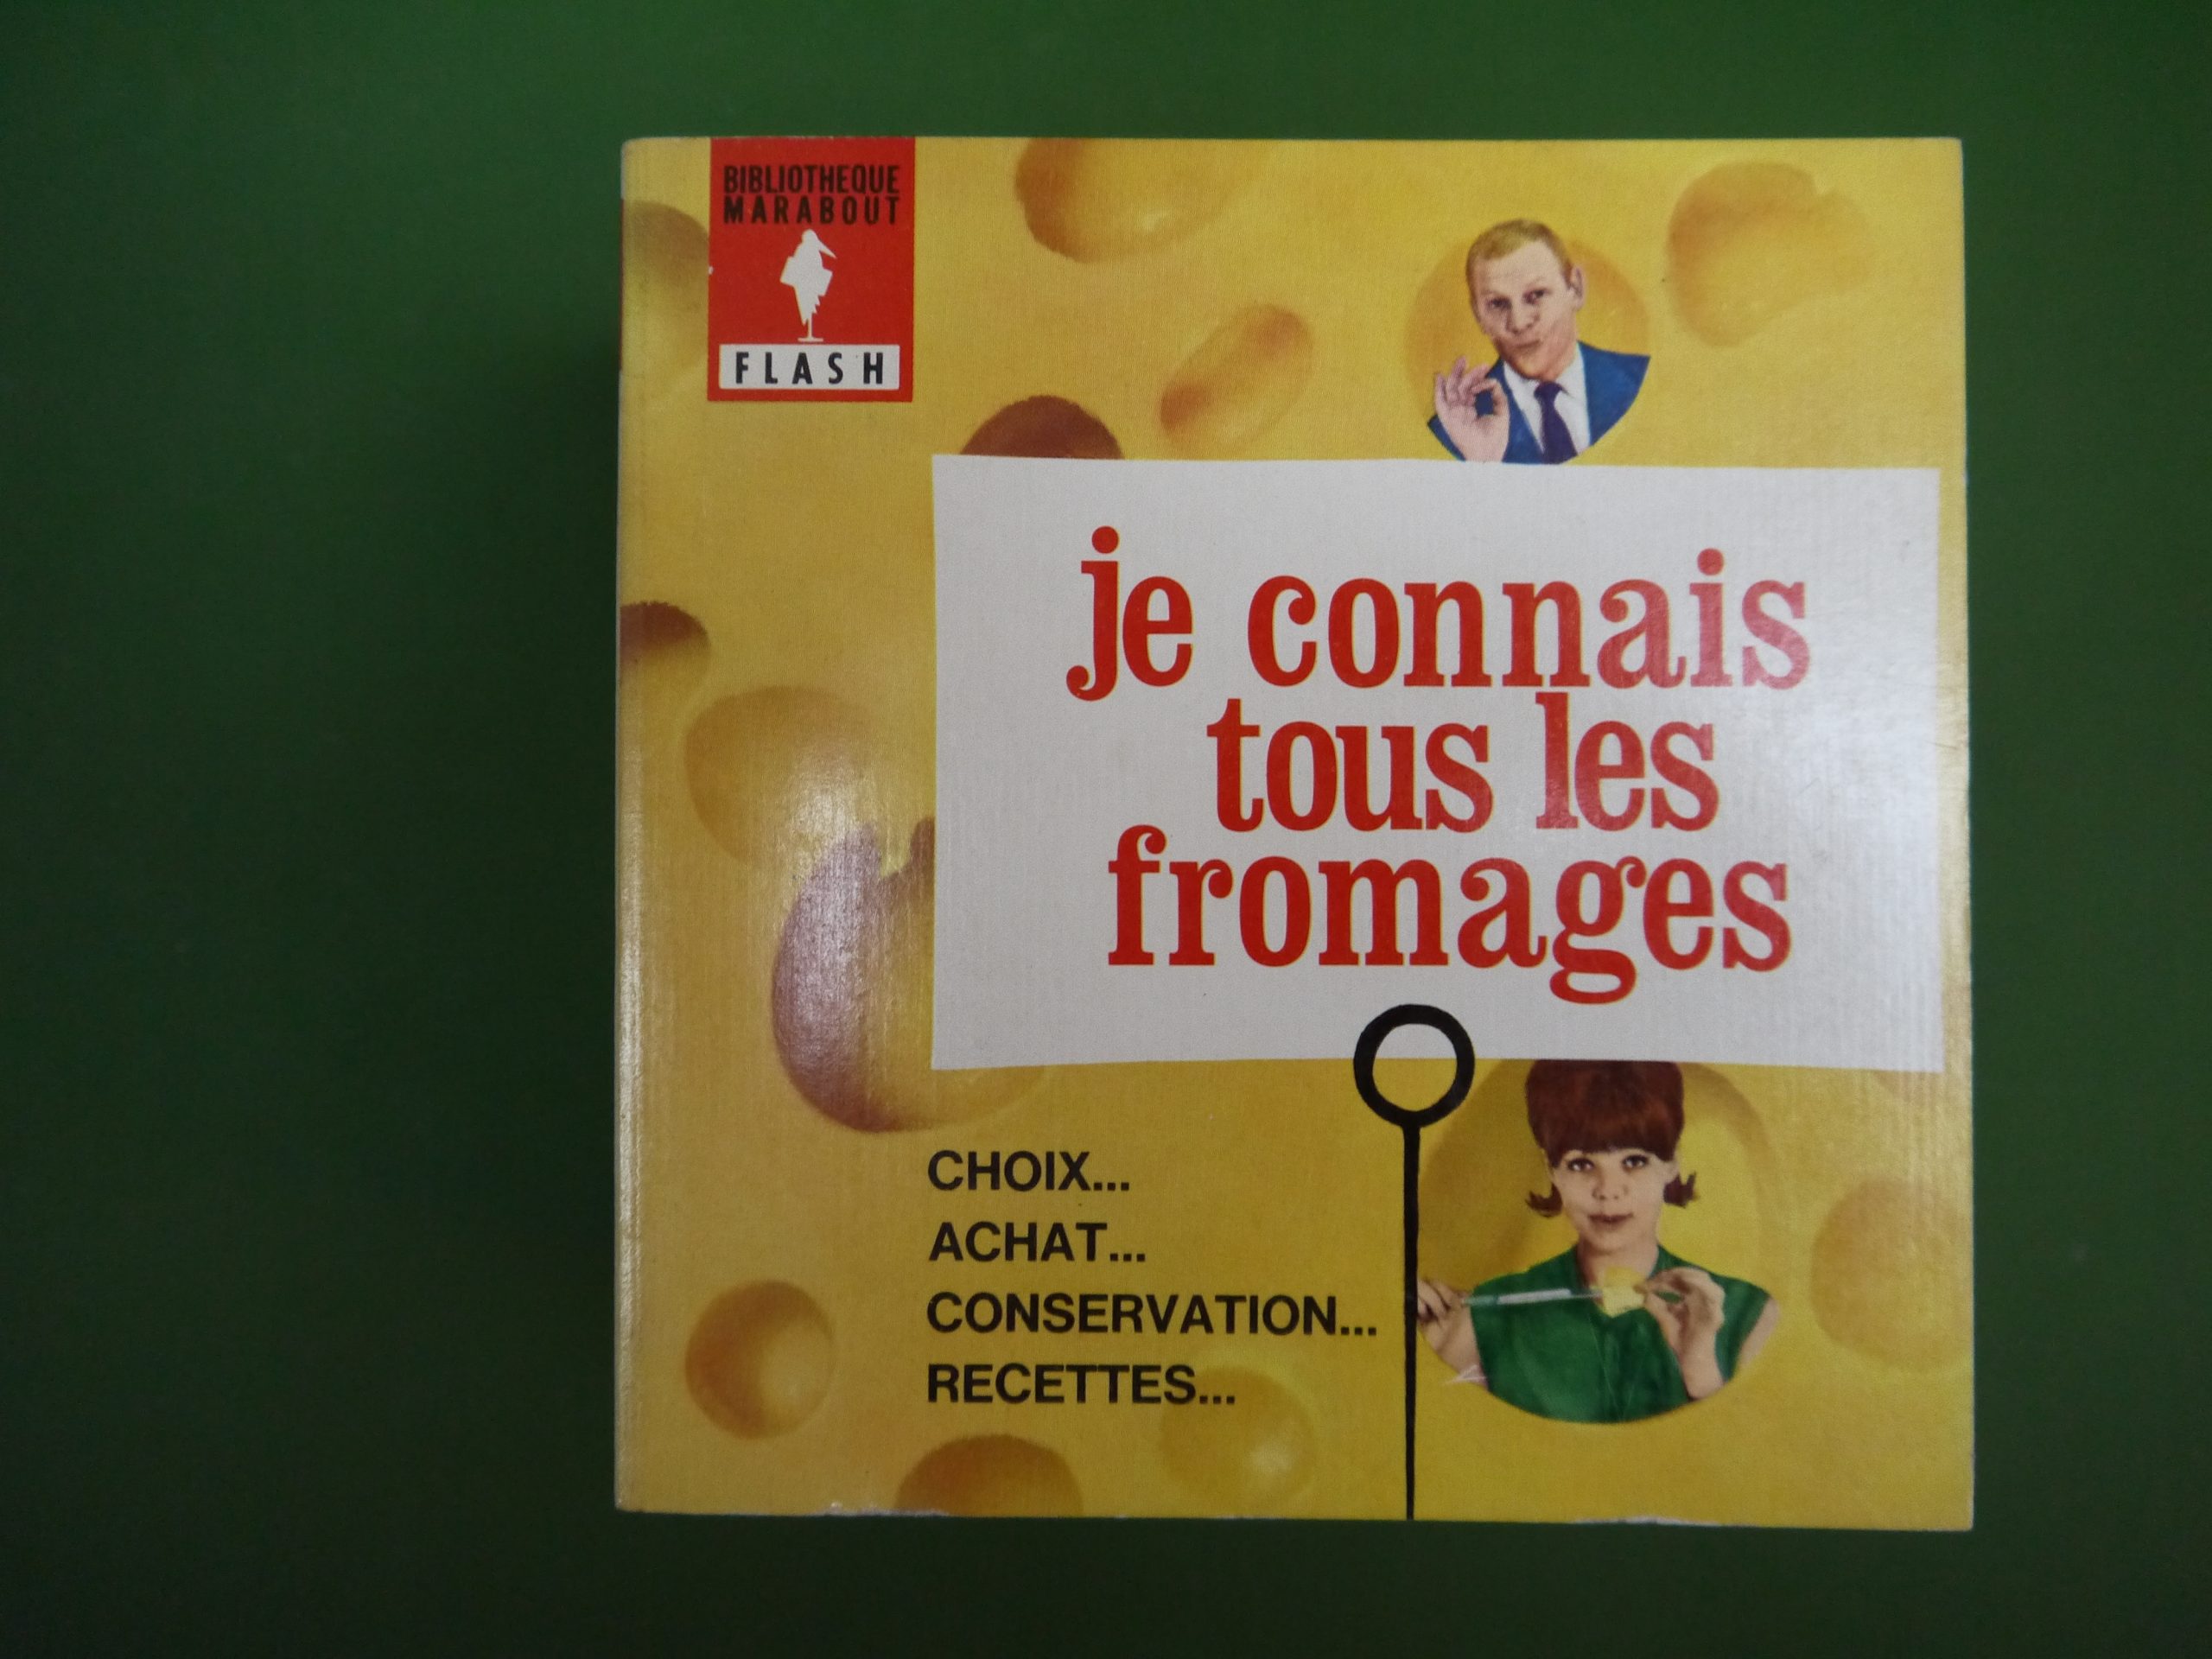 BIBLIOTHEQUE
MARABOUT
FLASH
je connais
tous les
fromages
CHOIX...
ACHAT...
CONSERVATION...
RECETTES...